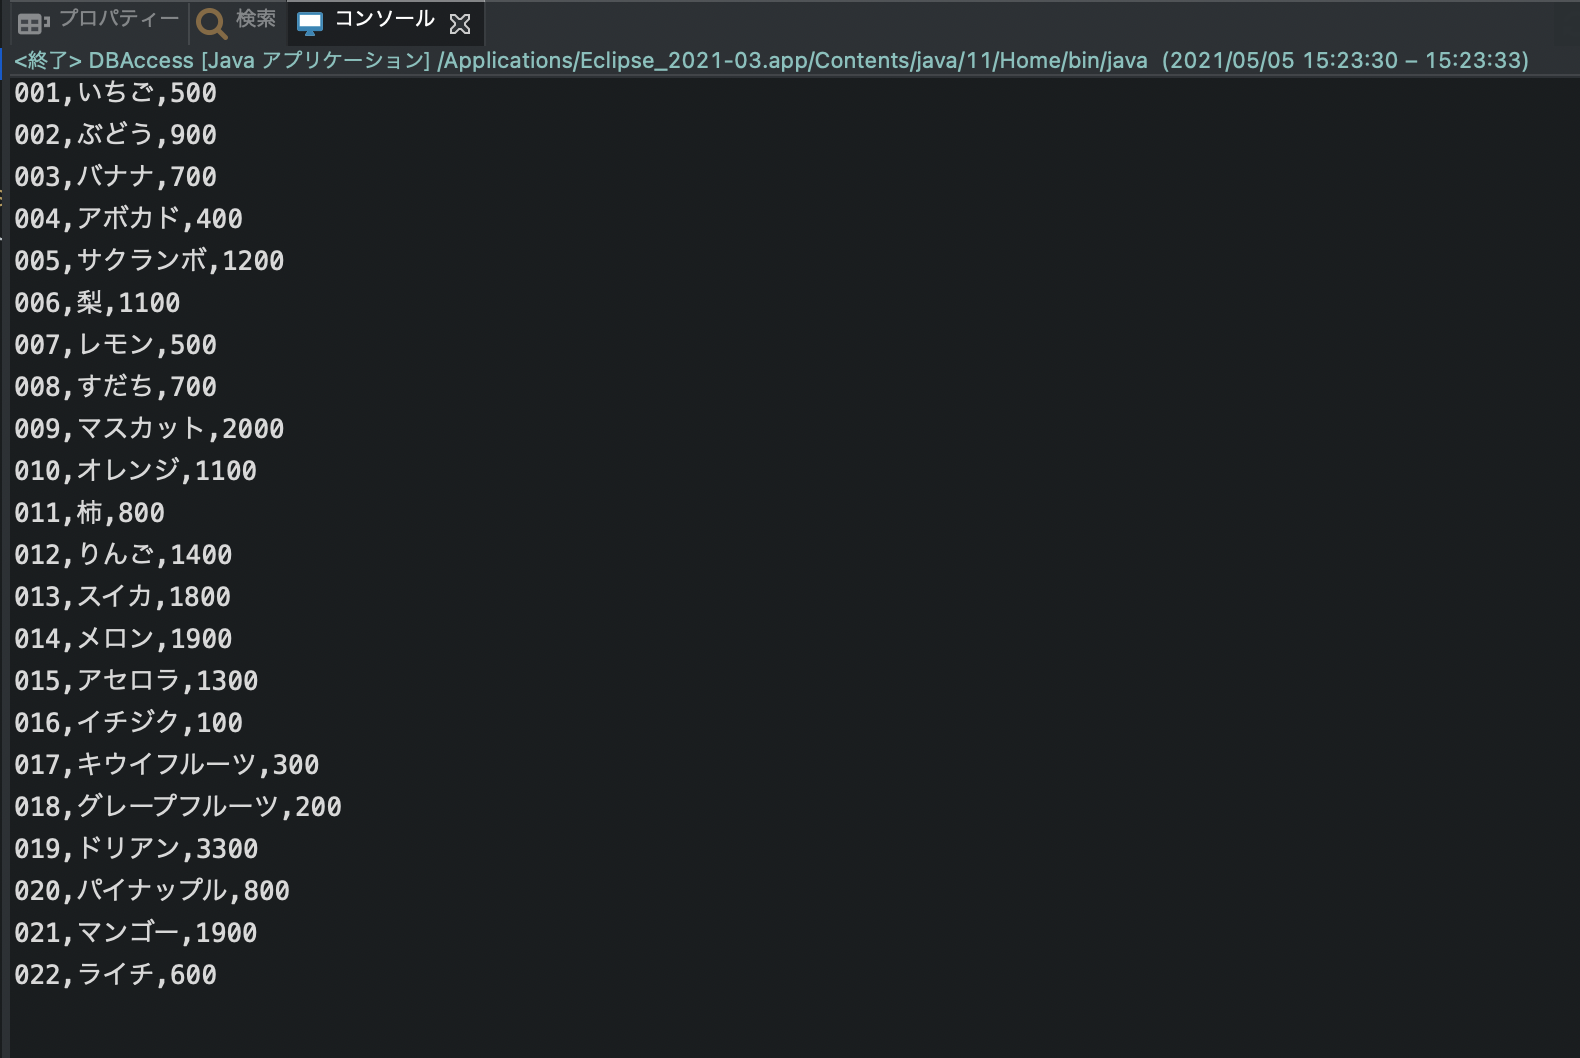 プロパティー 検索 コンソール
<終了> DBAccess [Java アプリケーション] /Applications/Eclipse_2021-03.app/Contents/java/11/Home/bin/java (2021/05/05 15:23:30 – 15:23:33)
001,いちご,500
002,ぶどう,900
003,バナナ,700
004,アボカド,400
005,サクランボ,1200
006,梨,1100
007,レモン,500
008,すだち,700
009,マスカット,2000
010,オレンジ,1100
011,柿,800
012,りんご,1400
013,スイカ,1800
014,メロン,1900
015,アセロラ,1300
016,イチジク,100
017,キウイフルーツ,300
018,グレープフルーツ,200
019,ドリアン,3300
020,パイナップル,800
021,マンゴー,1900
022,ライチ,600